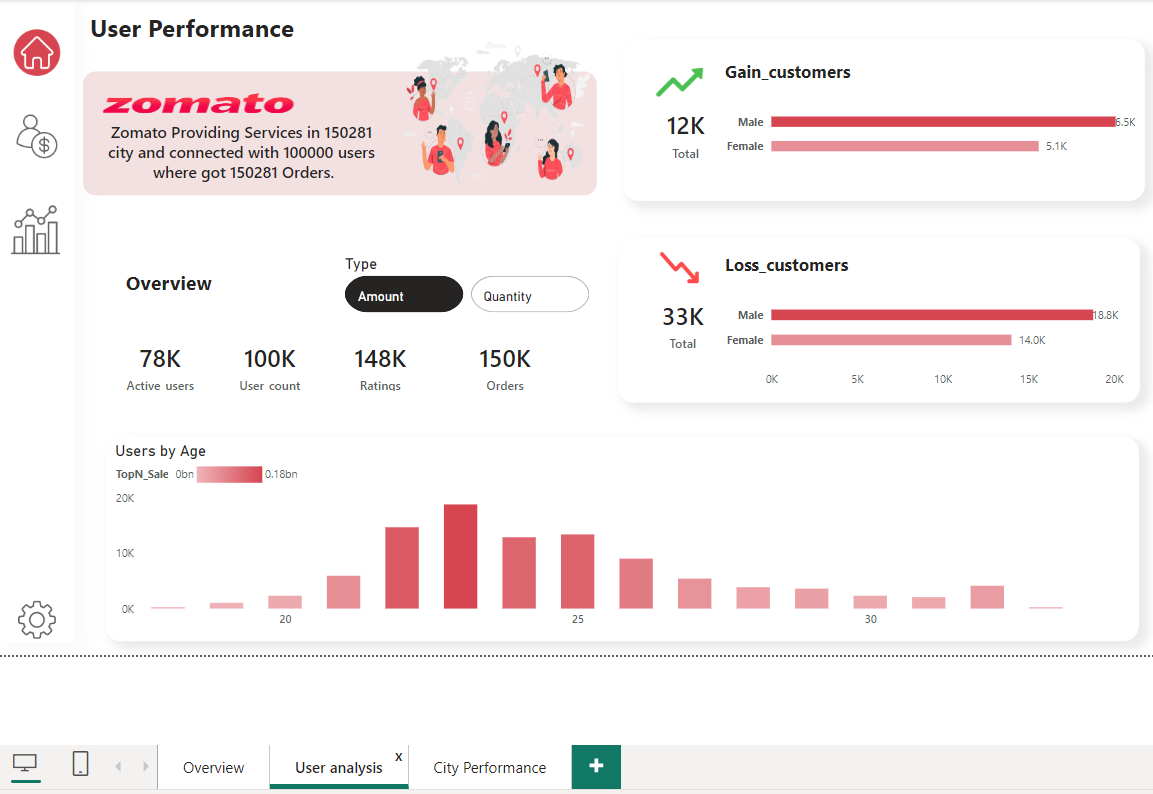 User Performance
zomato
Zomato Providing Services in 150281
city and connected with 100000 users
where got 150281 Orders.
Gain_customers
12K
Total
Male 6.5K
Female 5.1K
Loss_customers
33K
Total
Male 18.8K
Female 14.0K
0K 5K 10K 15K 20K
Overview
Type
Amount
Quantity
78K
Active users
100K
User count
148K
Ratings
150K
Orders
Users by Age
TopN_Sale 0bn 0.18bn
20K
10K
0K
20 25 30
Overview
User analysis
x
City Performance
+